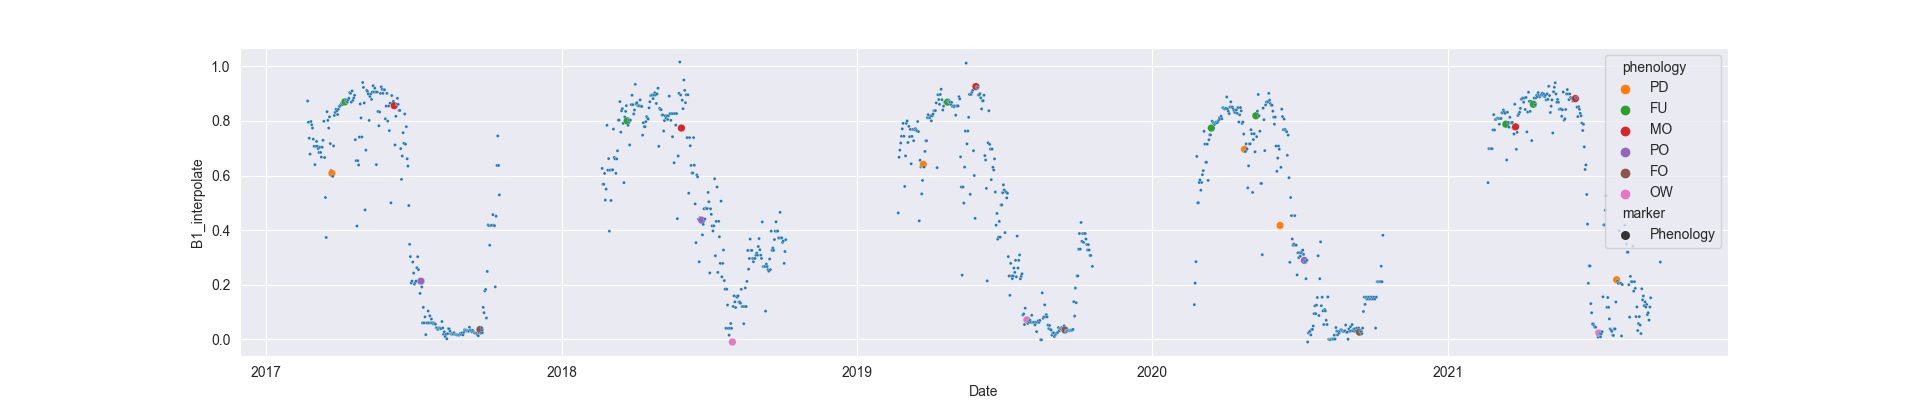 phenology
PD
FU
MO
PO
FO
OW
marker
Phenology
1.0
0.8
0.6
0.4
0.2
0.0
B1_interpolate
2017 2018 2019 2020 2021
Date